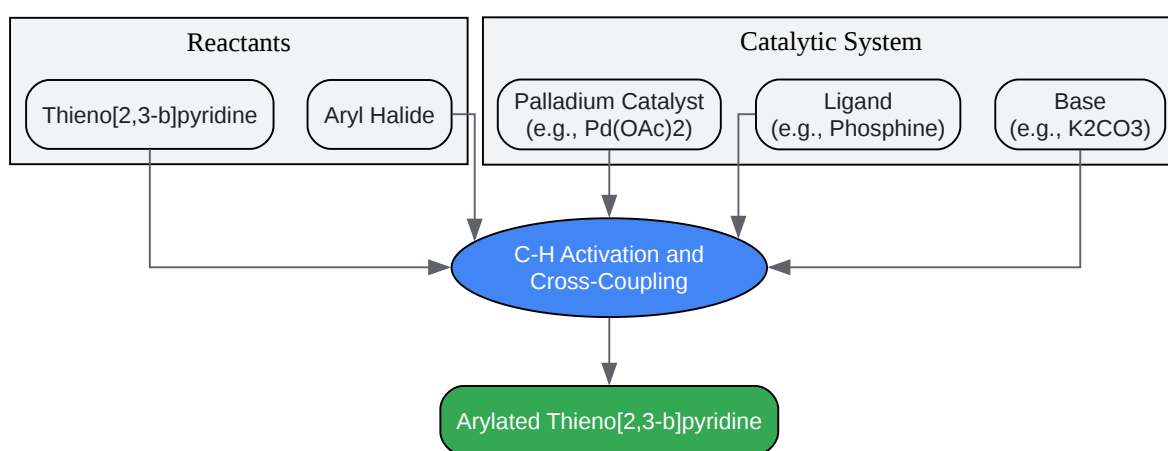 Reactants
Catalytic System
Thieno[2,3-b]pyridine
Aryl Halide
Palladium Catalyst
(e.g., Pd(OAc)2)
Ligand
(e.g., Phosphine)
Base
(e.g., K2CO3)
C-H Activation and
Cross-Coupling
Arylated Thieno[2,3-b]pyridine